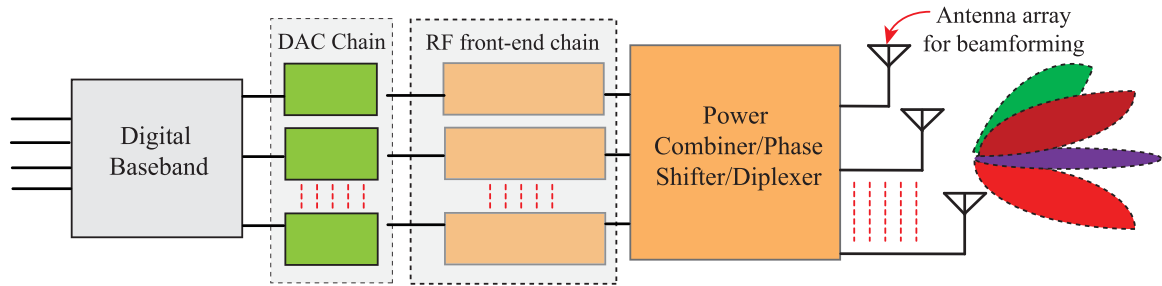 Digital
Baseband
DAC Chain
RF front-end chain
Power
Combiner/Phase
Shifter/Diplexer
Antenna array
for beamforming